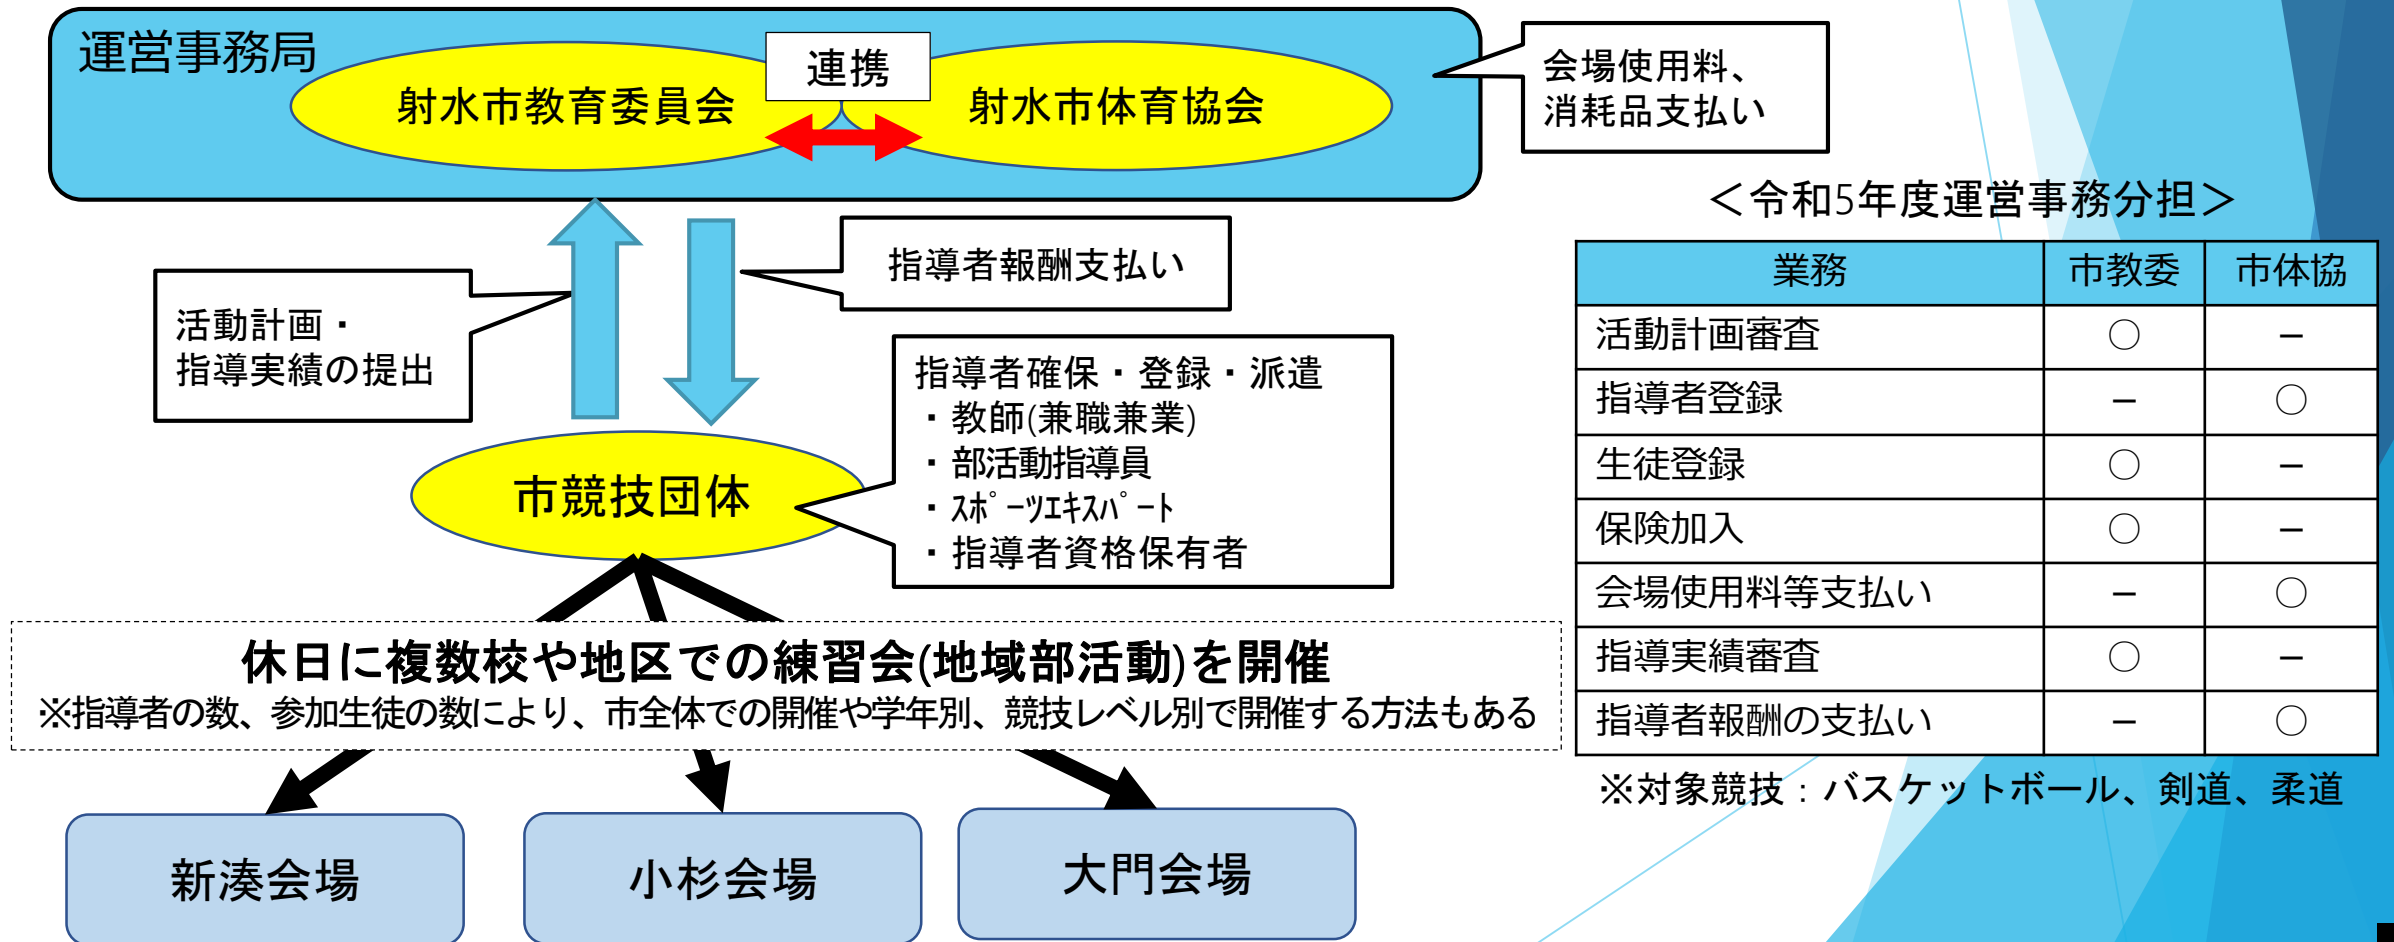 運営事務局
射水市教育委員会
連携
射水市体育協会
会場使用料、
消耗品支払い
指導者報酬支払い
活動計画・
指導実績の提出
指導者確保・登録・派遣
・教師(兼職兼業)
・部活動指導員
・ｽﾎﾟｰﾂｴｷｽﾊﾟｰﾄ
・指導者資格保有者
市競技団体
休日に複数校や地区での練習会(地域部活動)を開催
※指導者の数、参加生徒の数により、市全体での開催や学年別、競技レベル別で開催する方法もある
新湊会場
小杉会場
大門会場
＜令和5年度運営事務分担＞
業務 市教委 市体協
活動計画審査 ○ －
指導者登録 － ○
生徒登録 ○ －
保険加入 ○ －
会場使用料等支払い － ○
指導実績審査 ○ －
指導者報酬の支払い － ○
※対象競技：バスケットボール、剣道、柔道